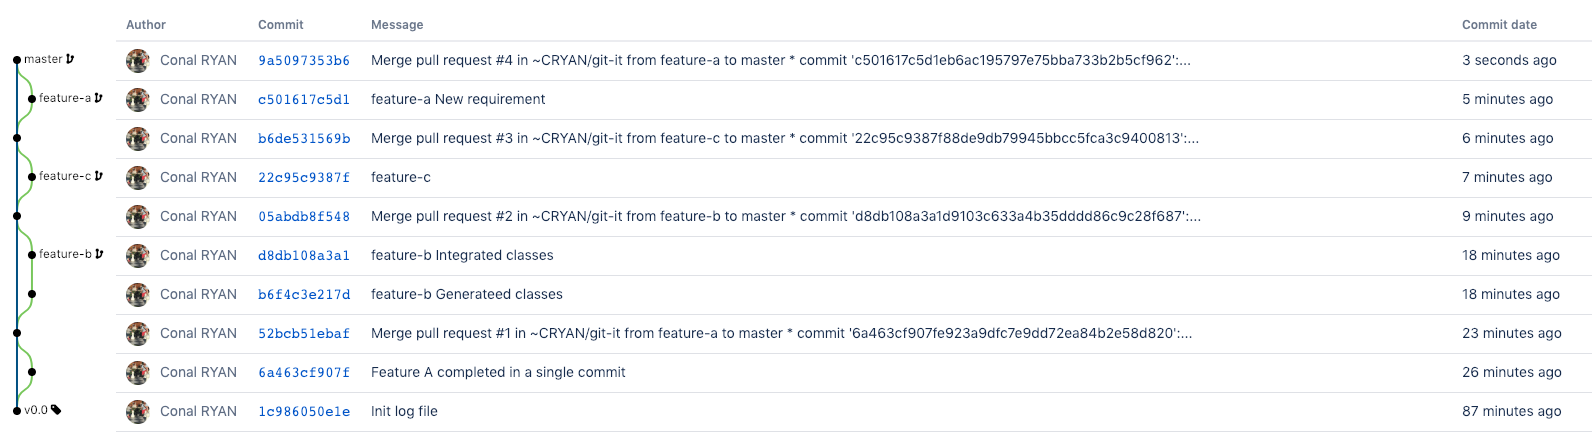 Author Commit Message Commit date
master Conal RYAN 9a5097353b6 Merge pull request #4 in ~CRYAN/git-it from feature-a to master * commit 'c501617c5d1eb6ac195797e75bba733b2b5cf962':... 3 seconds ago
feature-a Conal RYAN c501617c5d1 feature-a New requirement 5 minutes ago
Conal RYAN b6de531569b Merge pull request #3 in ~CRYAN/git-it from feature-c to master * commit '22c95c9387f88de9db79945bbcc5fca3c9400813':... 6 minutes ago
feature-c Conal RYAN 22c95c9387f feature-c 7 minutes ago
Conal RYAN 05abdb8f548 Merge pull request #2 in ~CRYAN/git-it from feature-b to master * commit 'd8db108a3a1d9103c633a4b35dddd86c9c28f687':... 9 minutes ago
feature-b Conal RYAN d8db108a3a1 feature-b Integrated classes 18 minutes ago
Conal RYAN b6f4c3e217d feature-b Generateed classes 18 minutes ago
Conal RYAN 52bcb51ebaf Merge pull request #1 in ~CRYAN/git-it from feature-a to master * commit '6a463cf907fe923a9dfc7e9dd72ea84b2e58d820':... 23 minutes ago
Conal RYAN 6a463cf907f Feature A completed in a single commit 26 minutes ago
v0.0 Conal RYAN 1c986050e1e Init log file 87 minutes ago